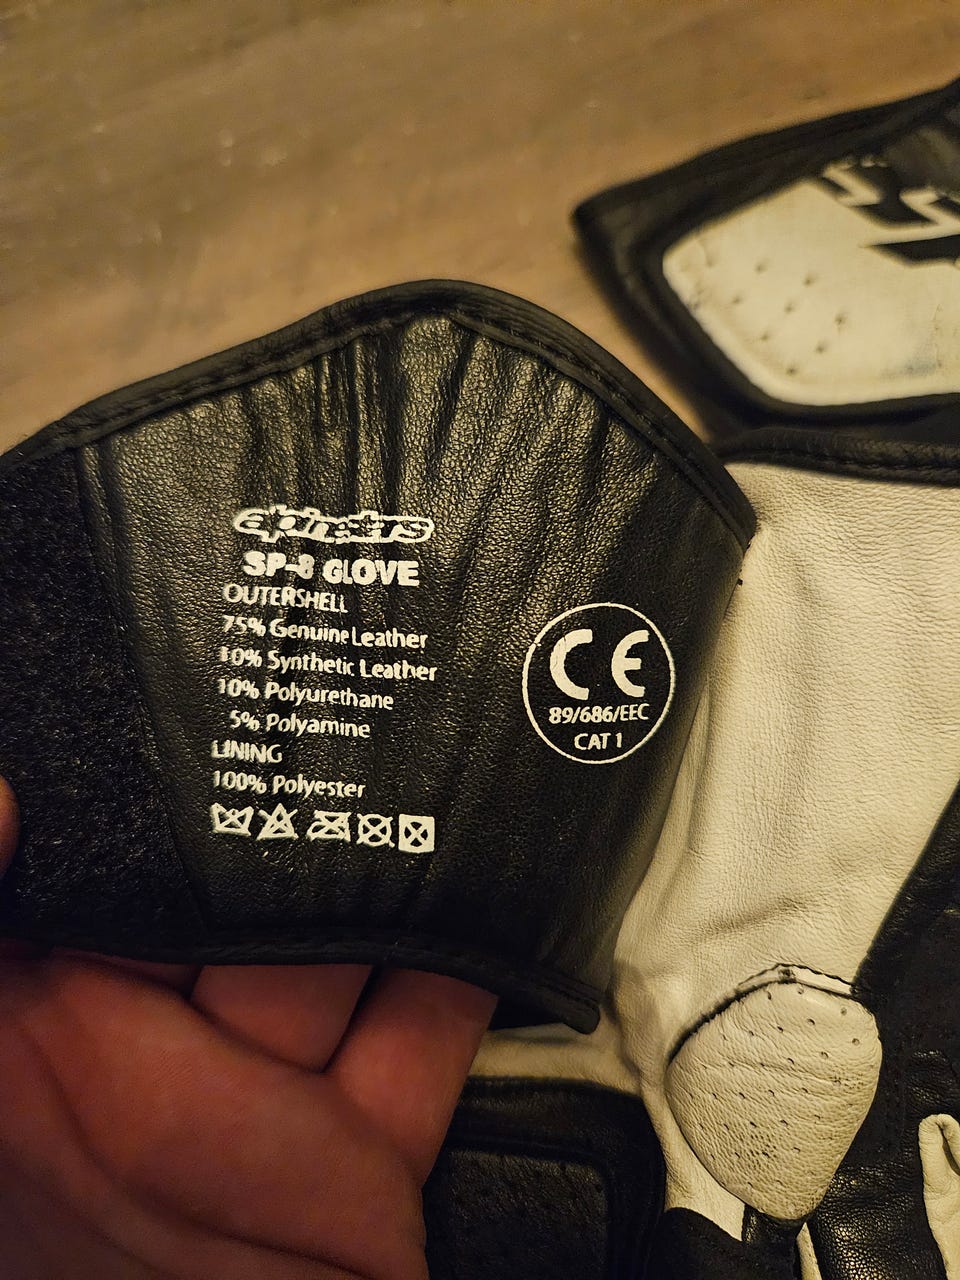 alpinestars
SP-8 GLOVE
OUTERSHELL
75% Genuine Leather
10% Synthetic Leather
10% Polyurethane
5% Polyamine
LINING
100% Polyester
CE
89/686/EEC
CAT 1